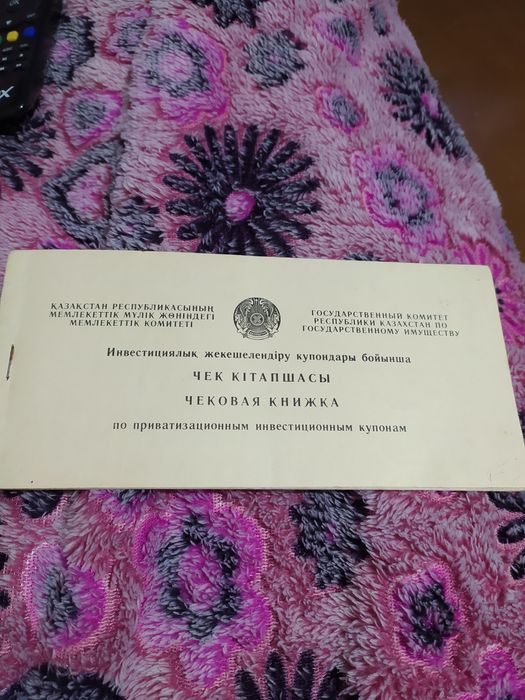 ҚАЗАҚСТАН РЕСПУБЛИКАСЫНЫҢ
МЕМЛЕКЕТТІК МҮЛІК ЖӨНІНДЕГІ
МЕМЛЕКЕТТІК КОМИТЕТІ
ГОСУДАРСТВЕННЫЙ КОМИТЕТ
РЕСПУБЛИКИ КАЗАХСТАН ПО
ГОСУДАРСТВЕННОМУ ИМУЩЕСТВУ
Инвестициялық жекешелендіру купондары бойынша
ЧЕК КІТАПШАСЫ
ЧЕКОВАЯ КНИЖКА
по приватизационным инвестиционным купонам